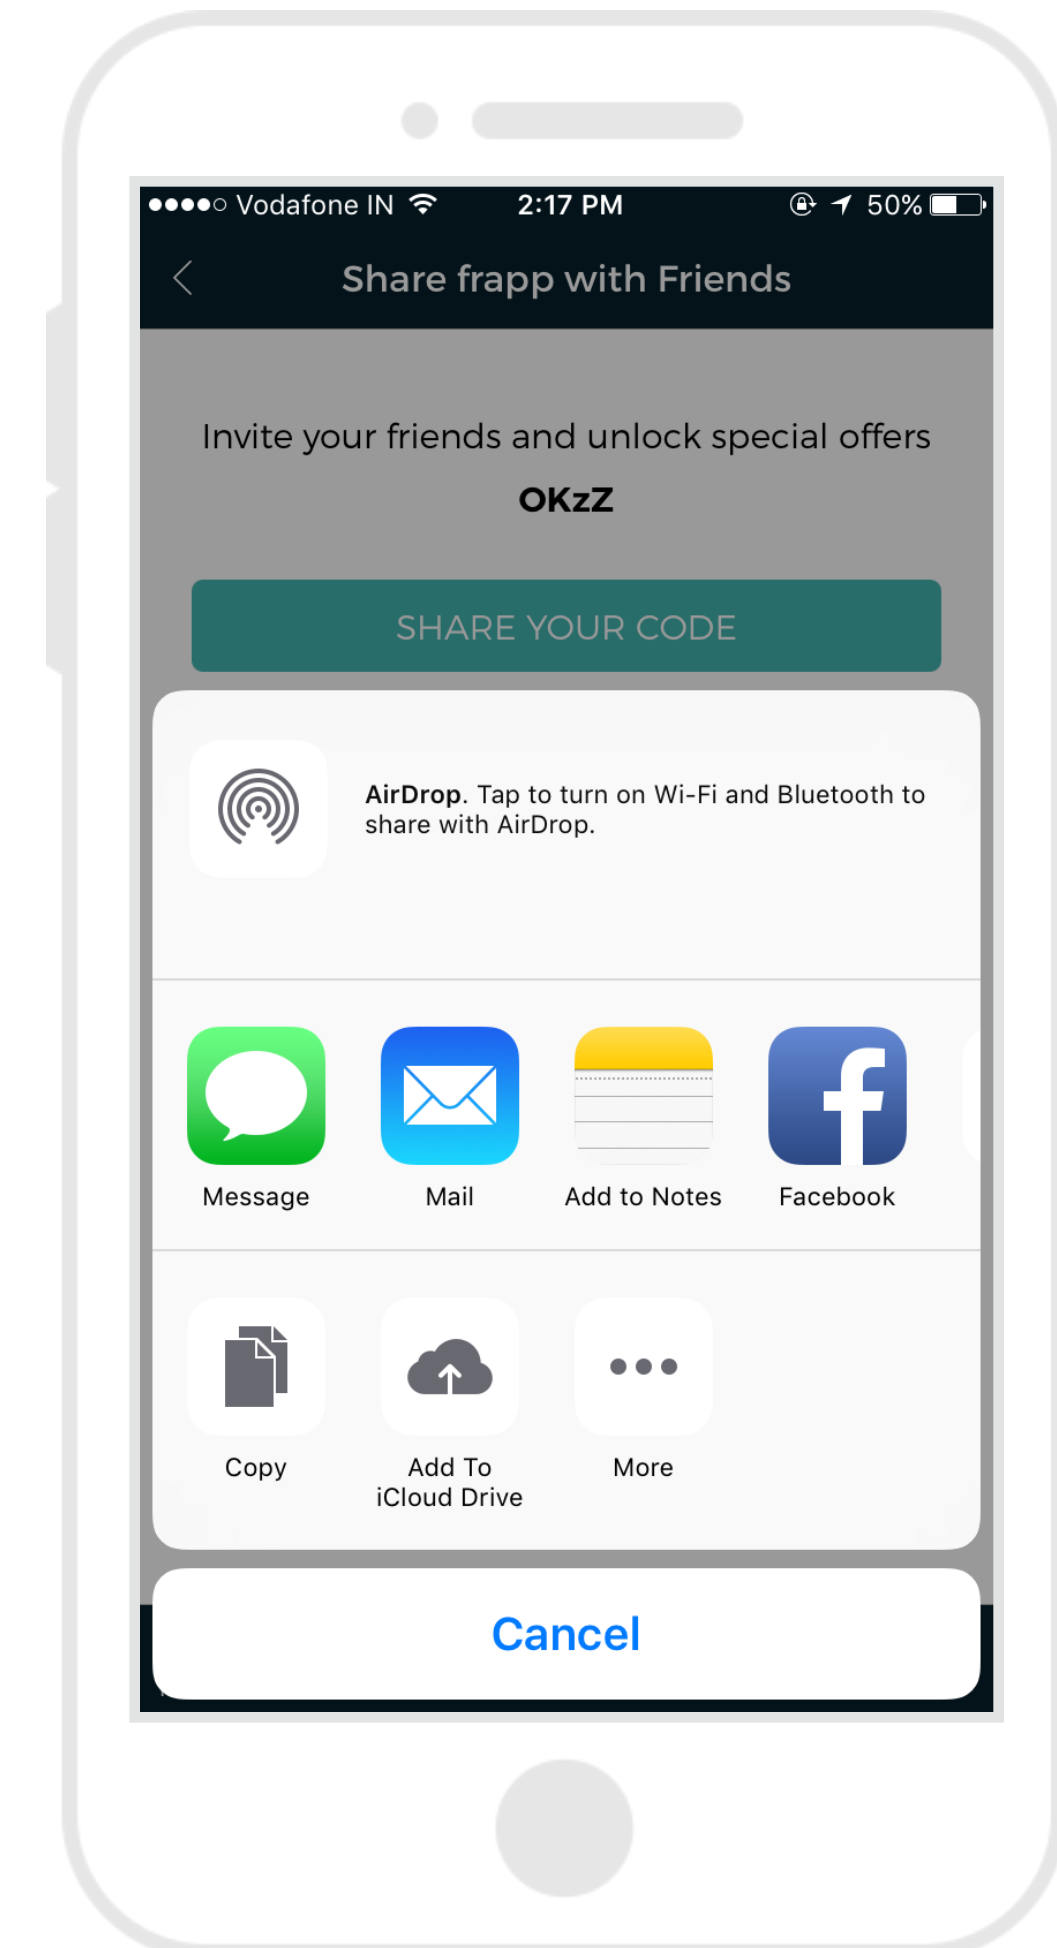 Vodafone IN 2:17 PM 50%
Share frapp with Friends
Invite your friends and unlock special offers
OKzZ
SHARE YOUR CODE
AirDrop. Tap to turn on Wi-Fi and Bluetooth to
share with AirDrop.
Message Mail Add to Notes Facebook
Copy Add To More
iCloud Drive
Cancel